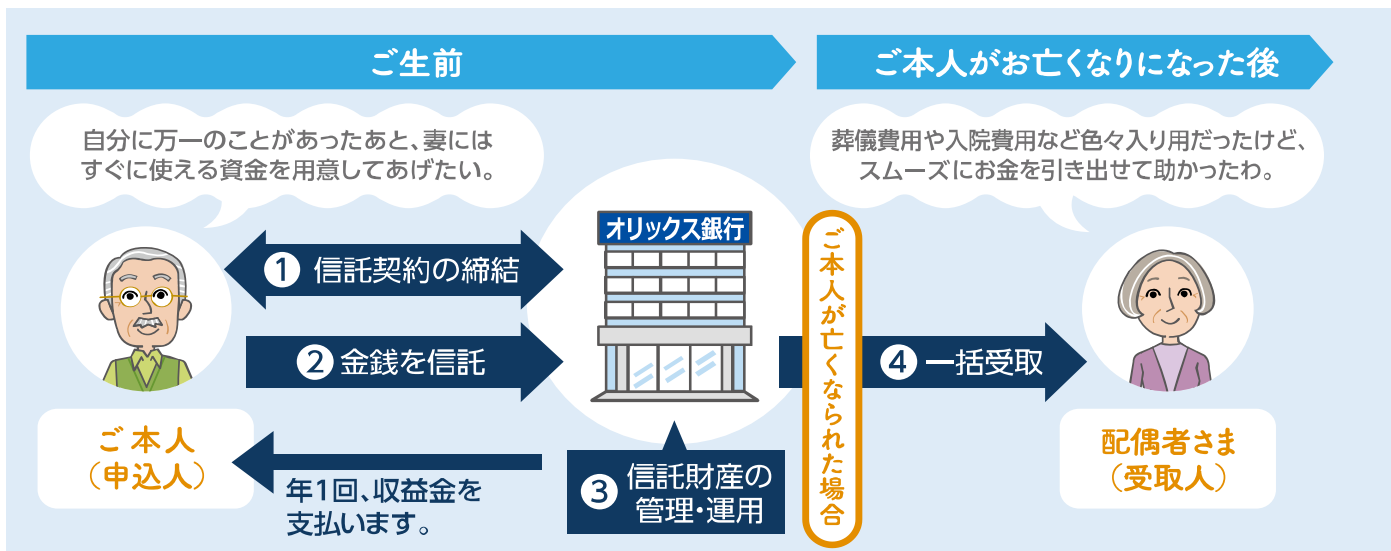 ご生前
ご本人がお亡くなりになった後
自分に万一のことがあったあと、妻には
すぐに使える資金を用意してあげたい。
葬儀費用や入院費用など色々入り用だったけど、
スムーズにお金を引き出せて助かったわ。
オリックス銀行
1 信託契約の締結
2 金銭を信託
ご本人が亡くなられた場合
4 一括受取
ご本人
（申込人）
年1回、収益金を
支払います。
3 信託財産の
管理・運用
配偶者さま
（受取人）